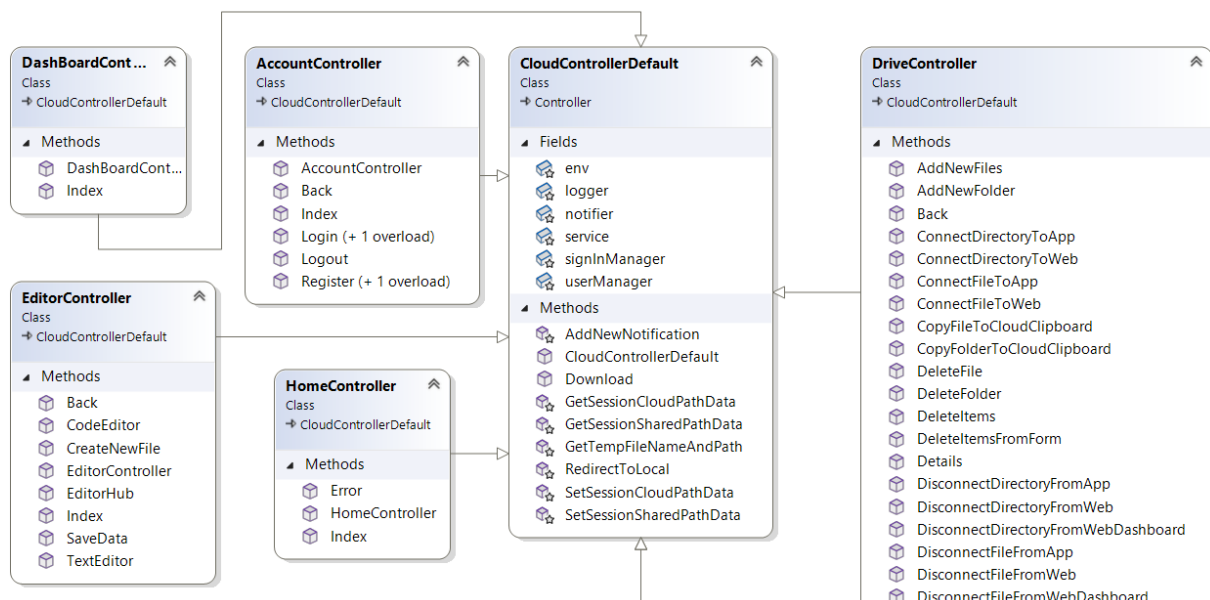 DashBoardCont ...
Class
CloudControllerDefault
Methods
DashBoardCont...
Index
AccountController
Class
CloudControllerDefault
Methods
AccountController
Back
Index
Login (+ 1 overload)
Logout
Register (+ 1 overload)
CloudControllerDefault
Class
Controller
Fields
env
logger
notifier
service
signInManager
userManager
Methods
AddNewNotification
CloudControllerDefault
Download
GetSessionCloudPathData
GetSessionSharedPathData
GetTempFileNameAndPath
RedirectToLocal
SetSessionCloudPathData
SetSessionSharedPathData
DriveController
Class
CloudControllerDefault
Methods
AddNewFiles
AddNewFolder
Back
ConnectDirectoryToApp
ConnectDirectoryToWeb
ConnectFileToApp
ConnectFileToWeb
CopyFileToCloudClipboard
CopyFolderToCloudClipboard
DeleteFile
DeleteFolder
DeleteItems
DeleteItemsFromForm
Details
DisconnectDirectoryFromApp
DisconnectDirectoryFromWeb
DisconnectDirectoryFromWebDashboard
DisconnectFileFromApp
DisconnectFileFromWeb
DisconnectFileFromWebDashboard
EditorController
Class
CloudControllerDefault
Methods
Back
CodeEditor
CreateNewFile
EditorController
EditorHub
Index
SaveData
TextEditor
HomeController
Class
CloudControllerDefault
Methods
Error
HomeController
Index